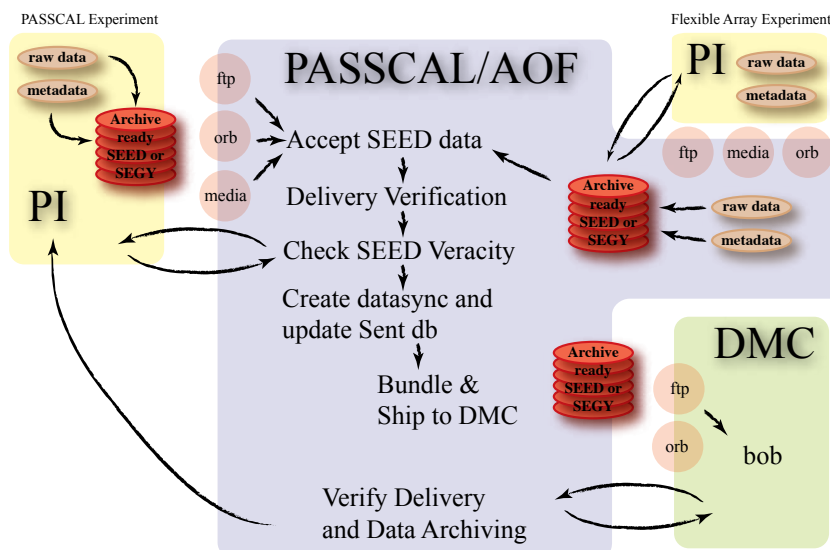 PASSCAL Experiment
raw data
metadata
Archive
ready
SEED or
SEGY
PI
ftp
orb
media
PASSCAL/AOF
Accept SEED data
Delivery Verification
Check SEED Veracity
Create datasync and
update Sent db
Bundle &
Ship to DMC
Verify Delivery
and Data Archiving
Flexible Array Experiment
PI
raw data
metadata
ftp
media
orb
Archive
ready
SEED or
SEGY
raw data
metadata
Archive
ready
SEED or
SEGY
DMC
ftp
orb
bob